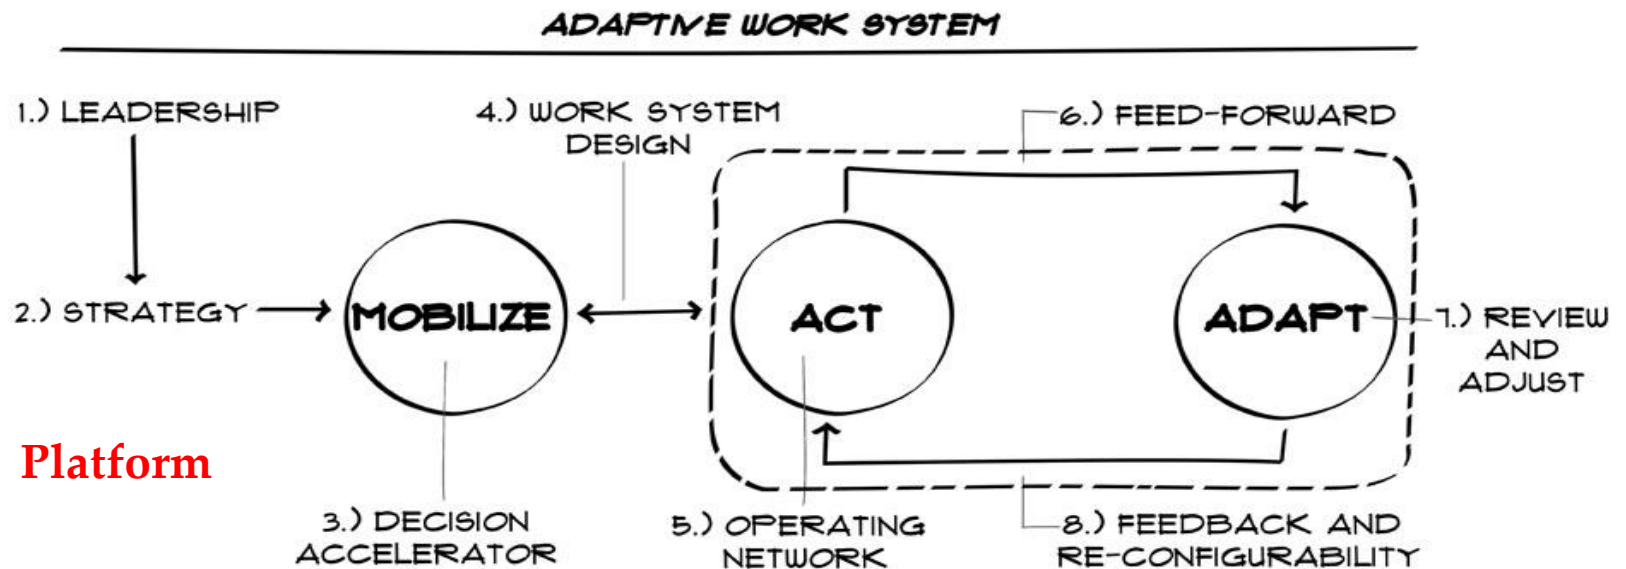 ADAPTIVE WORK SYSTEM
1.) LEADERSHIP
4.) WORK SYSTEM
DESIGN
6.) FEED-FORWARD
2.) STRATEGY
MOBILIZE
ACT
ADAPT
7.) REVIEW
AND
ADJUST
Platform
3.) DECISION
ACCELERATOR
5.) OPERATING
NETWORK
8.) FEEDBACK AND
RE-CONFIGURABILITY